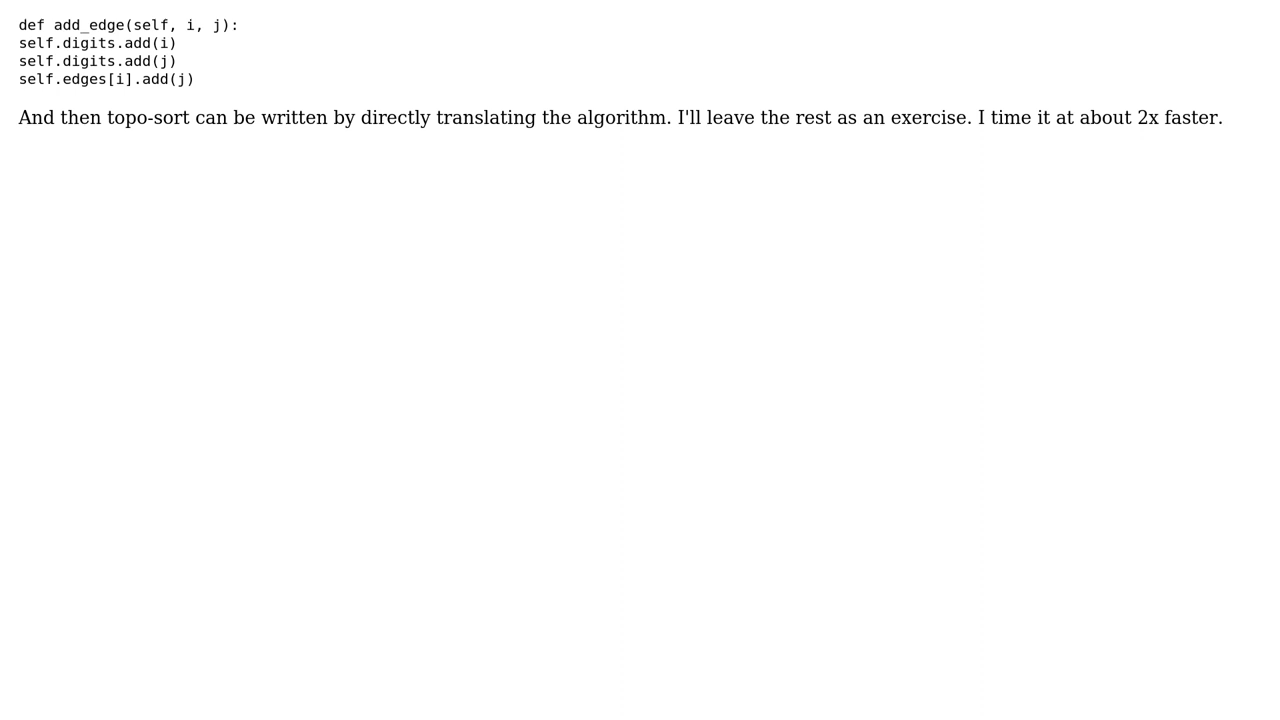 def add_edge(self, i, j):
self.digits.add(i)
self.digits.add(j)
self.edges[i].add(j)
And then topo-sort can be written by directly translating the algorithm. I'll leave the rest as an exercise. I time it at about 2x faster.